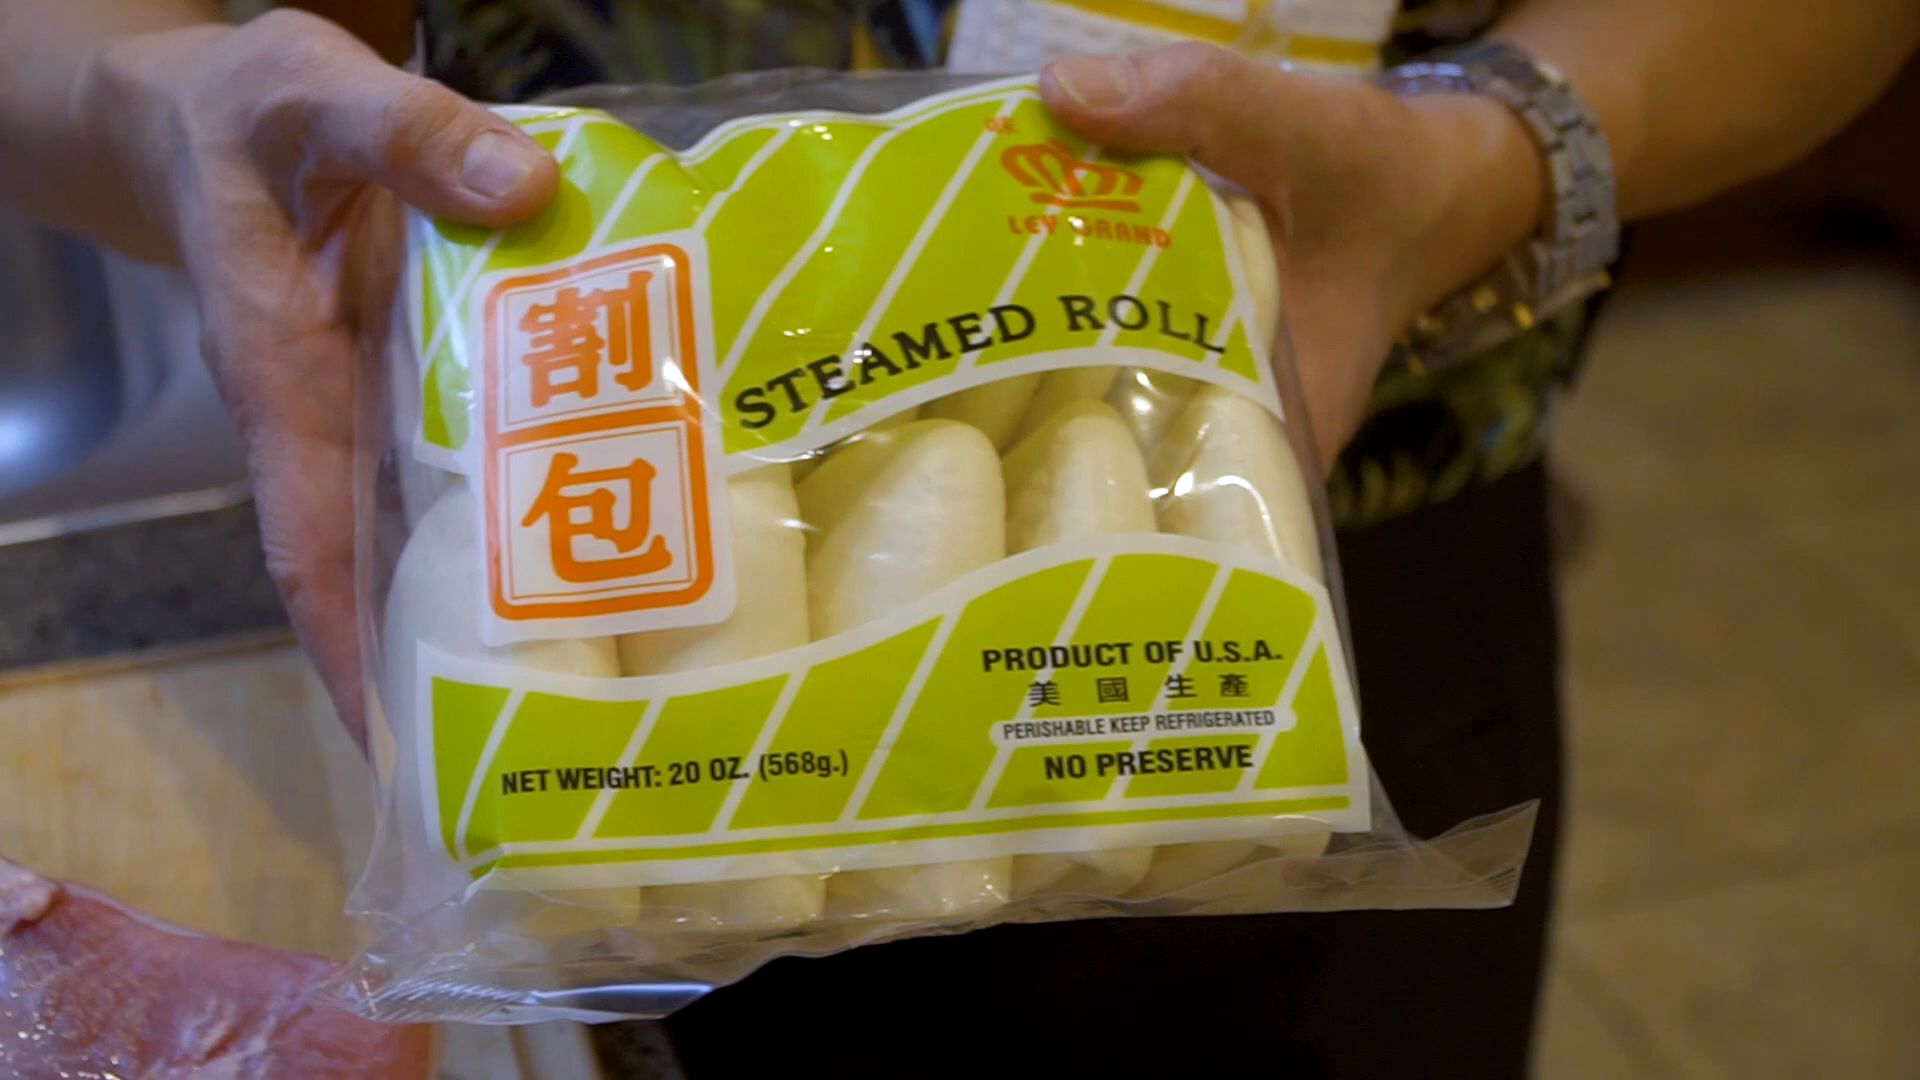 LEY GRAND
STEAMED ROLL
割
包
PRODUCT OF U.S.A.
美國生產
PERISHABLE KEEP REFRIGERATED
NO PRESERVE
NET WEIGHT: 20 OZ. (568g.)